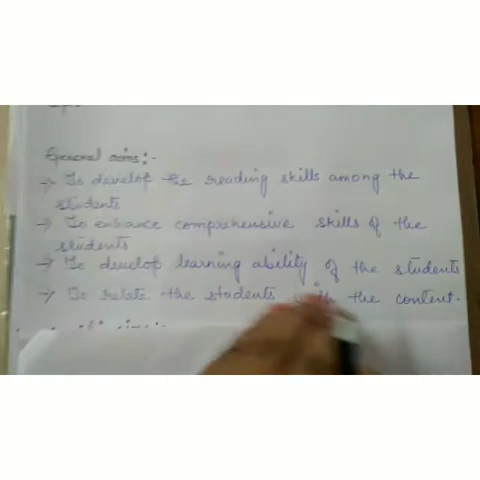 General aims:-
→ To develop the reading skills among the
students
→ To enhance comprehensive skills of the
students
→ To develop learning ability of the students
→ To relate the students with the content.